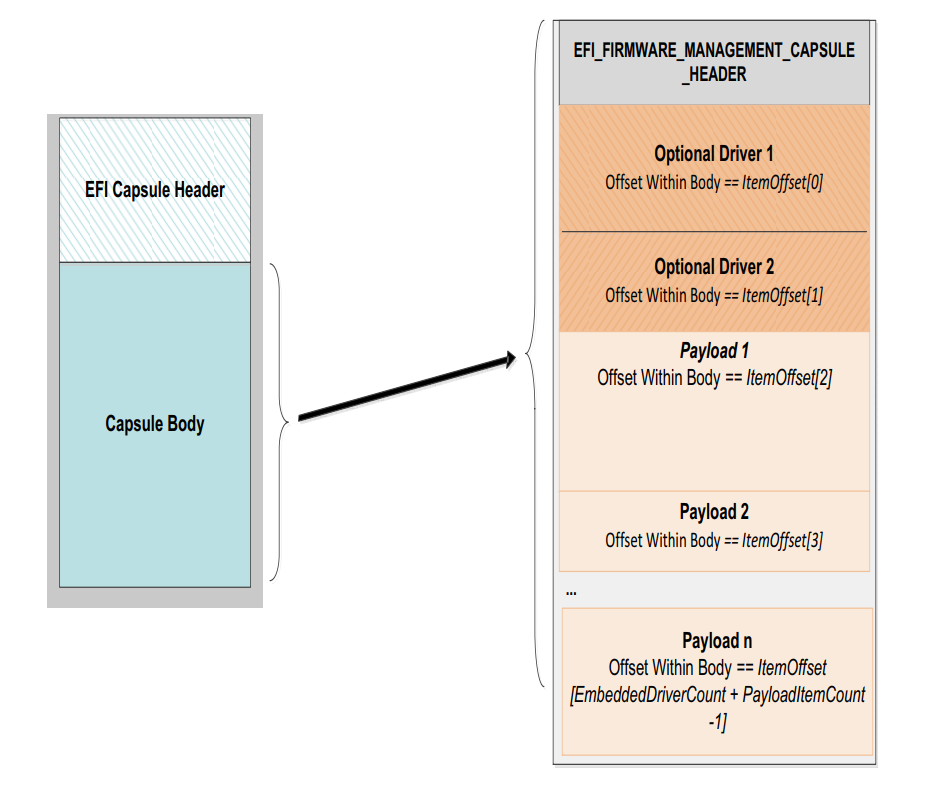 EFI Capsule Header
Capsule Body
EFI_FIRMWARE_MANAGEMENT_CAPSULE
_HEADER
Optional Driver 1
Offset Within Body == ItemOffset[0]
Optional Driver 2
Offset Within Body == ItemOffset[1]
Payload 1
Offset Within Body == ItemOffset[2]
Payload 2
Offset Within Body == ItemOffset[3]
...
Payload n
Offset Within Body == ItemOffset
[EmbeddedDriverCount + PayloadItemCount
-1]